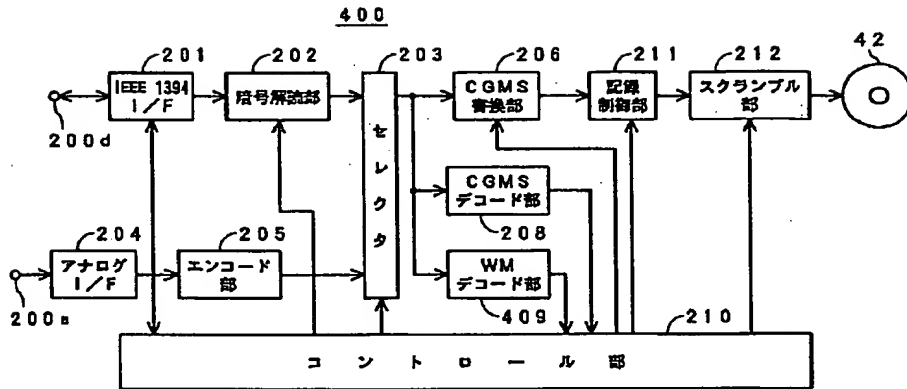 400
201
202
203
206
211
212
42
IEEE 1394
I/F
暗号解読部
セレクタ
CGMS
書換部
記録
制御部
スクランブル
部
200d
CGMS
デコード部
208
204
205
アナログ
I/F
エンコード
部
WM
デコード部
409
200a
210
コントロール部